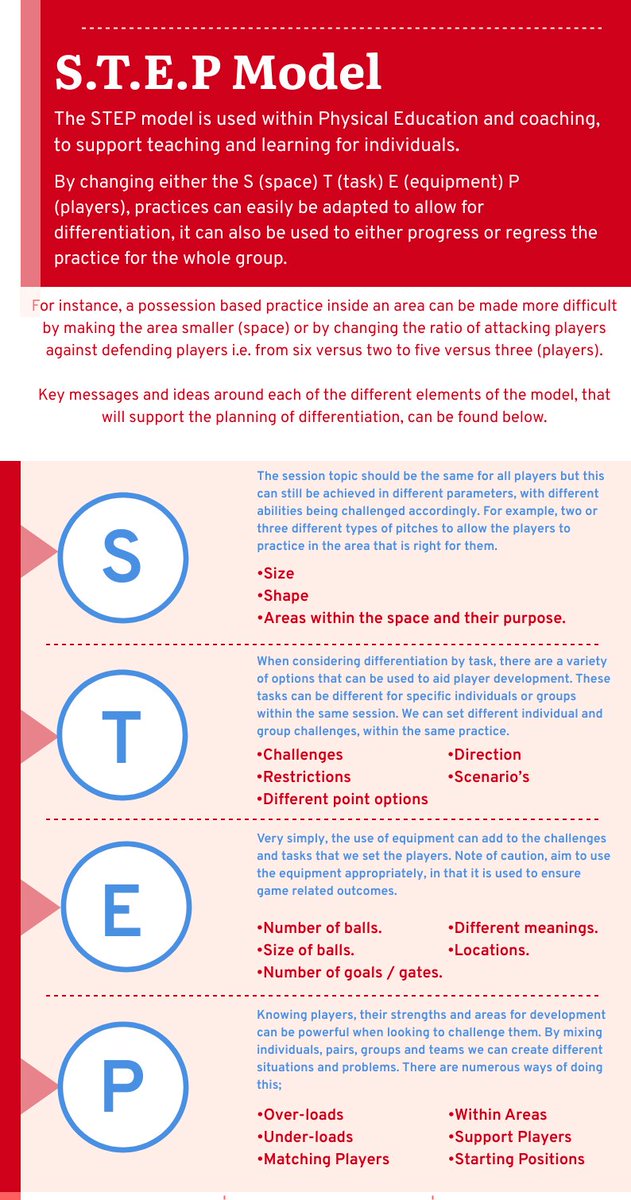 S.T.E.P Model
The STEP model is used within Physical Education and coaching,
to support teaching and learning for individuals.
By changing either the S (space) T (task) E (equipment) P
(players), practices can easily be adapted to allow for
differentiation, it can also be used to either progress or regress the
practice for the whole group.
For instance, a possession based practice inside an area can be made more difficult
by making the area smaller (space) or by changing the ratio of attacking players
against defending players i.e. from six versus two to five versus three (players).
Key messages and ideas around each of the different elements of the model, that
will support the planning of differentiation, can be found below.
S
The session topic should be the same for all players but this
can still be achieved in different parameters, with different
abilities being challenged accordingly. For example, two or
three different types of pitches to allow the players to
practice in the area that is right for them.
•Size
•Shape
•Areas within the space and their purpose.
T
When considering differentiation by task, there are a variety
of options that can be used to aid player development. These
tasks can be different for specific individuals or groups
within the same session. We can set different individual and
group challenges, within the same practice.
•Challenges
•Restrictions
•Different point options
•Direction
•Scenario's
E
Very simply, the use of equipment can add to the challenges
and tasks that we set the players. Note of caution, aim to use
the equipment appropriately, in that it is used to ensure
game related outcomes.
•Number of balls.
•Size of balls.
•Number of goals / gates.
•Different meanings.
•Locations.
P
Knowing players, their strengths and areas for development
can be powerful when looking to challenge them. By mixing
individuals, pairs, groups and teams we can create different
situations and problems. There are numerous ways of doing
this;
•Over-loads
•Under-loads
•Matching Players
•Within Areas
•Support Players
•Starting Positions